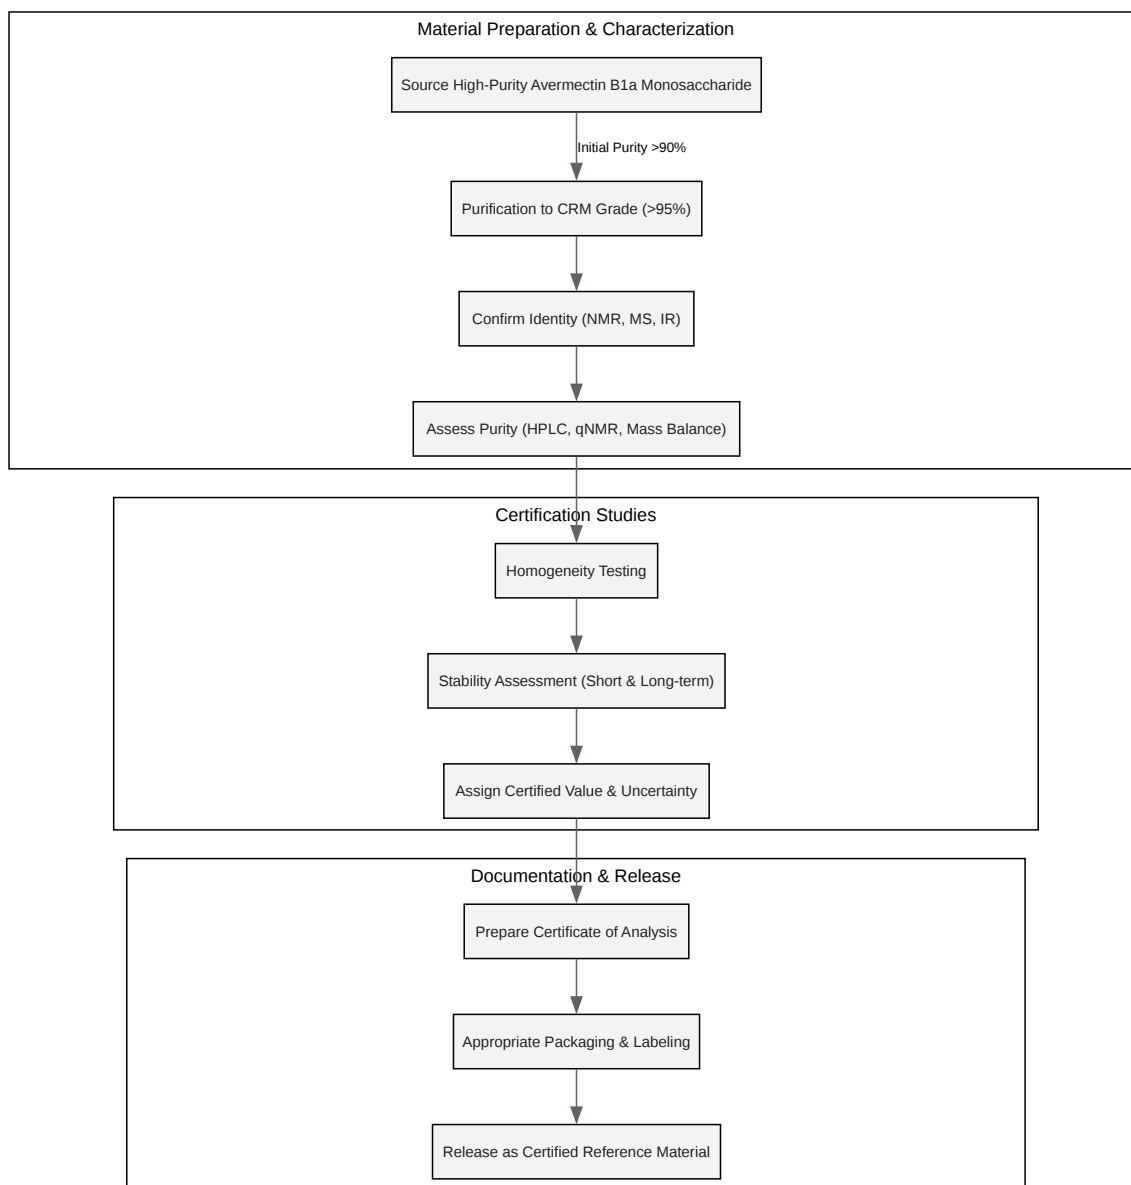 Material Preparation & Characterization
Source High-Purity Avermectin B1a Monosaccharide
Initial Purity >90%
Purification to CRM Grade (>95%)
Confirm Identity (NMR, MS, IR)
Assess Purity (HPLC, qNMR, Mass Balance)
Certification Studies
Homogeneity Testing
Stability Assessment (Short & Long-term)
Assign Certified Value & Uncertainty
Documentation & Release
Prepare Certificate of Analysis
Appropriate Packaging & Labeling
Release as Certified Reference Material